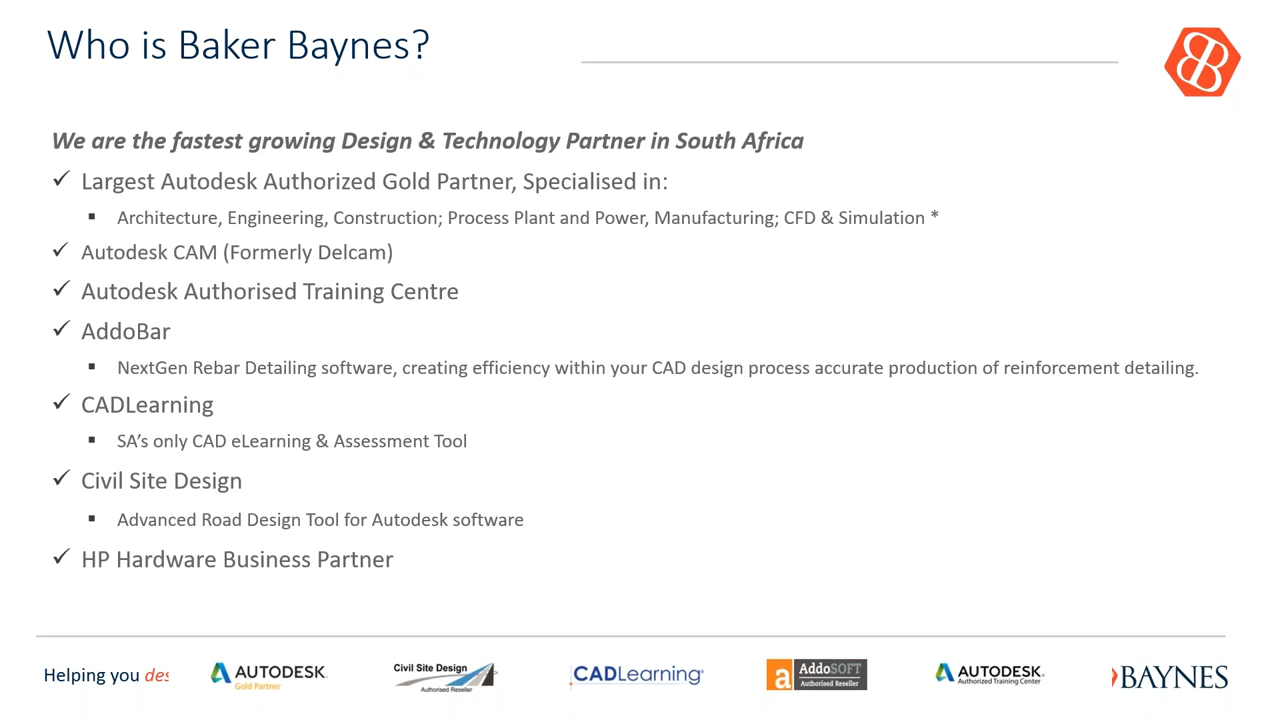 Who is Baker Baynes?
We are the fastest growing Design & Technology Partner in South Africa
✓ Largest Autodesk Authorized Gold Partner, Specialised in:
▪ Architecture, Engineering, Construction; Process Plant and Power, Manufacturing; CFD & Simulation *
✓ Autodesk CAM (Formerly Delcam)
✓ Autodesk Authorised Training Centre
✓ AddoBar
▪ NextGen Rebar Detailing software, creating efficiency within your CAD design process accurate production of reinforcement detailing.
✓ CADLearning
▪ SA's only CAD eLearning & Assessment Tool
✓ Civil Site Design
▪ Advanced Road Design Tool for Autodesk software
✓ HP Hardware Business Partner
Helping you des
AUTODESK.
Gold Partner
Civil Site Design
Authorised Reseller
CADLearning®
a AddoSOFT
Authorised Reseller
AUTODESK.
Authorized Training Center
BAYNES